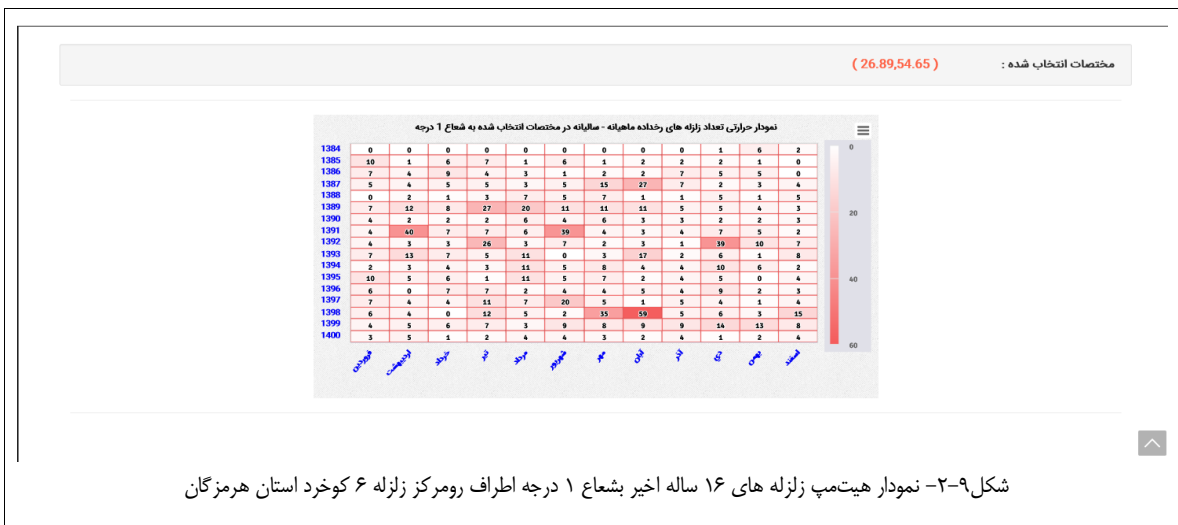 مختصات انتخاب شده : ( 26.89,54.65 )
نمودار حرارتی تعداد زلزله های رخداده ماهیانه - سالیانه در مختصات انتخاب شده به شعاع 1 درجه
1384 0 0 0 0 0 0 0 0 0 1 6 2
1385 10 1 6 7 1 6 1 2 2 2 1 0
1386 7 4 9 4 3 1 2 2 7 5 5 0
1387 5 4 5 5 3 5 15 27 7 2 3 4
1388 0 2 1 3 7 5 7 1 1 5 1 5
1389 7 12 8 27 20 11 11 11 5 5 4 3
1390 4 2 2 2 6 4 6 3 3 2 2 3
1391 4 40 7 7 6 39 4 3 4 7 5 2
1392 4 3 3 26 3 7 2 3 1 39 10 7
1393 7 13 7 5 11 0 3 17 2 6 1 8
1394 2 3 4 3 11 5 8 4 4 10 6 2
1395 10 5 6 1 11 5 7 2 4 5 0 4
1396 6 0 7 7 2 4 4 5 4 9 2 3
1397 7 4 4 11 7 20 5 1 5 4 1 4
1398 6 4 0 12 5 2 35 59 5 6 3 15
1399 4 5 6 7 3 9 8 9 9 14 13 8
1400 3 5 1 2 4 4 3 2 4 1 2 4
فروردین اردیبهشت خرداد تیر مرداد شهریور مهر آبان آذر دی بهمن اسفند
0
20
40
60
شکل۹-۲- نمودار هیت‌مپ زلزله های ۱۶ ساله اخیر بشعاع ۱ درجه اطراف رومرکز زلزله ۶ کوخرد استان هرمزگان